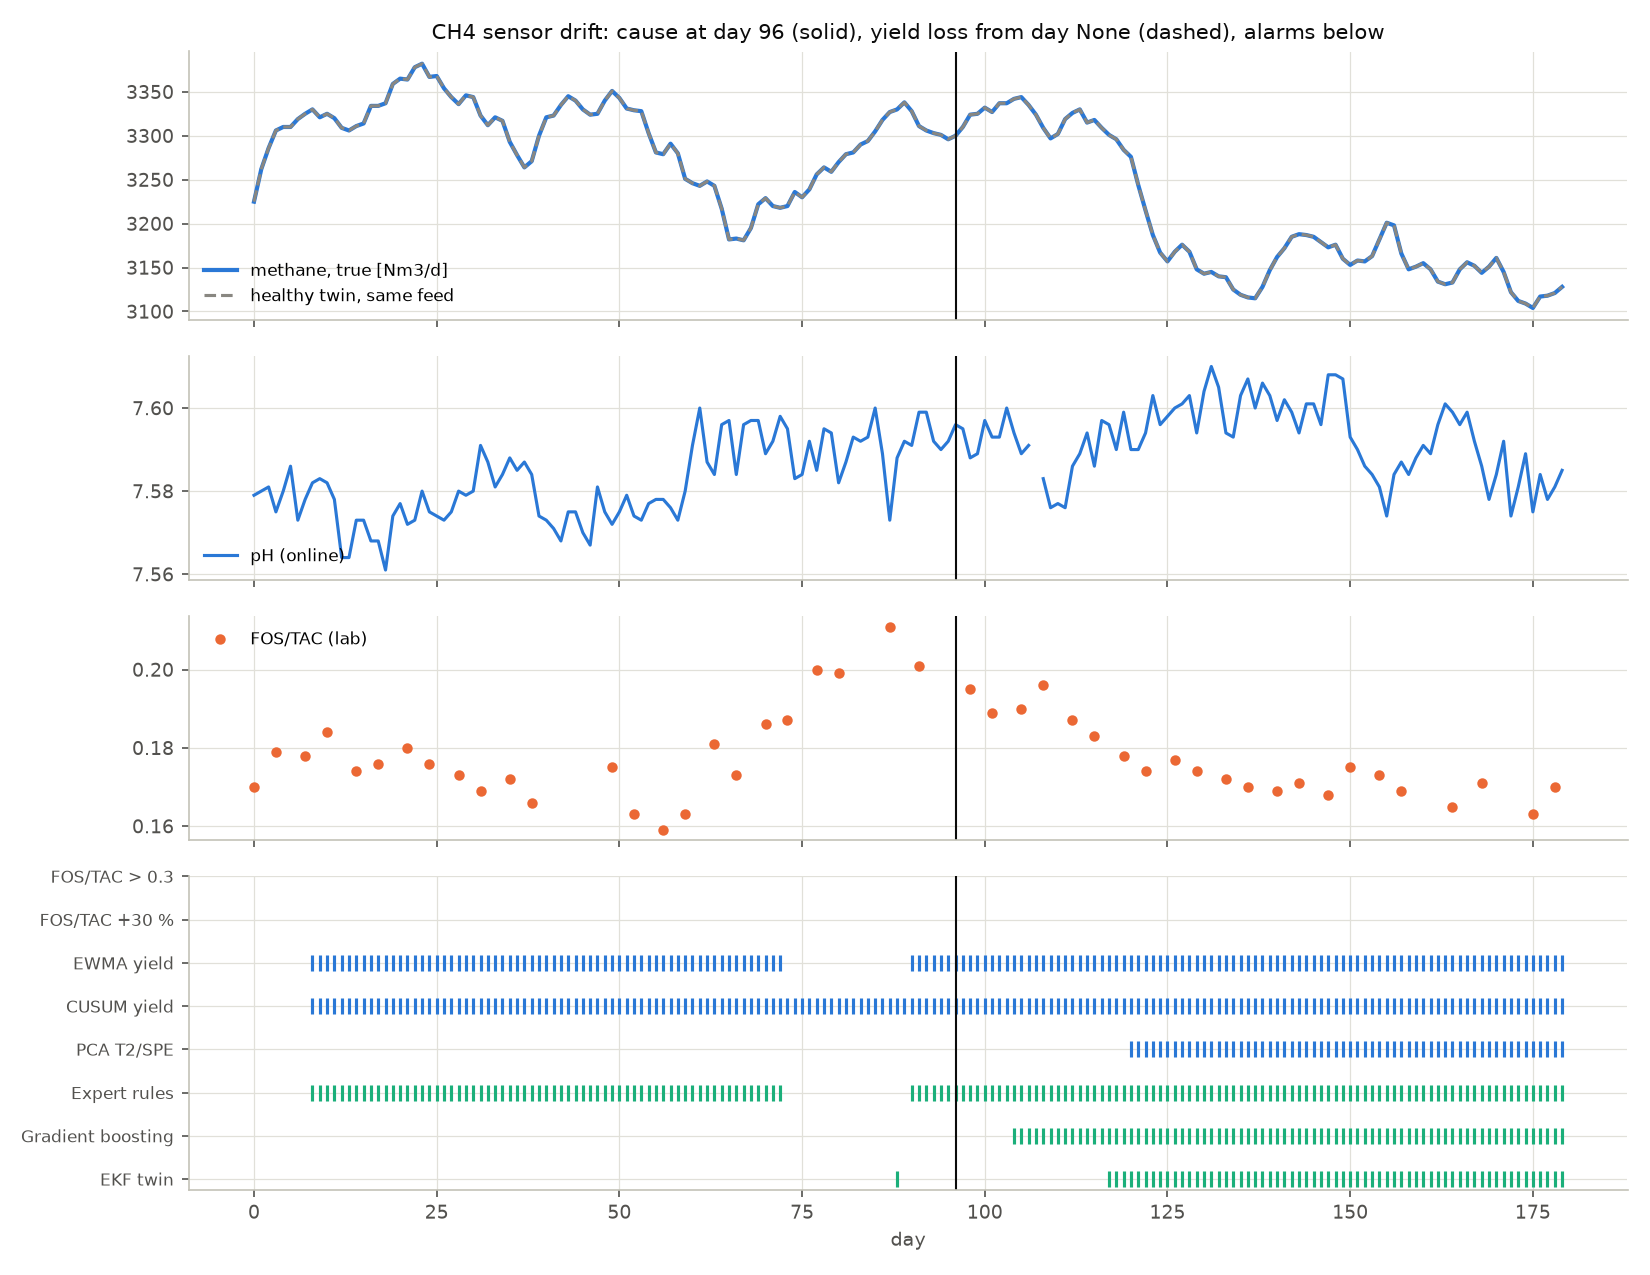 CH4 sensor drift: cause at day 96 (solid), yield loss from day None (dashed), alarms below
3350
3300
3250
3200
3150
3100
methane, true [Nm3/d]
healthy twin, same feed
7.60
7.58
7.56
pH (online)
FOS/TAC (lab)
0.20
0.18
0.16
FOS/TAC > 0.3
FOS/TAC +30 %
EWMA yield
CUSUM yield
PCA T2/SPE
Expert rules
Gradient boosting
EKF twin
0 25 50 75 100 125 150 175
day